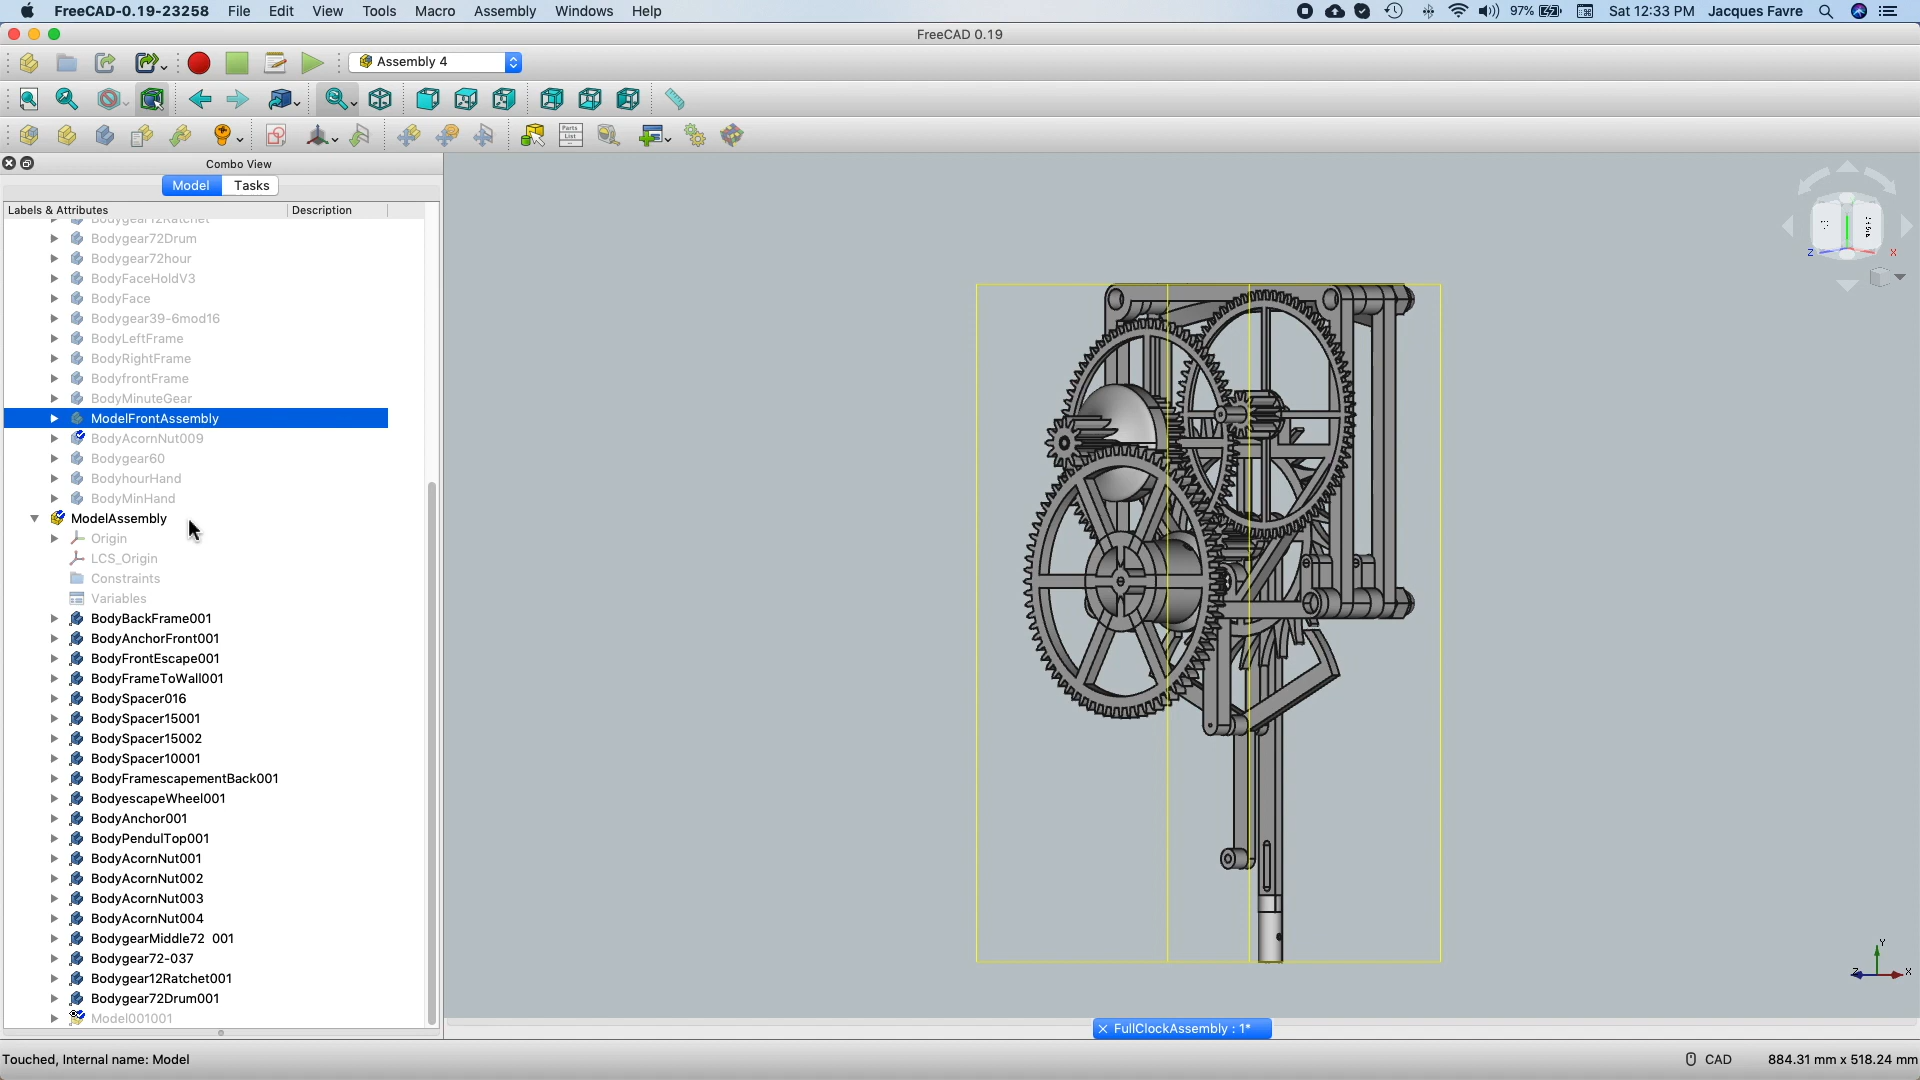 FreeCAD-0.19-23258 File Edit View Tools Macro Assembly Windows Help 97% Sat 12:33 PM Jacques Favre
FreeCAD 0.19
Assembly 4
Parts List
Combo View
Model Tasks
Labels & Attributes Description
Bodygear12Ratchet
Bodygear72Drum
Bodygear72hour
BodyFaceHoldV3
BodyFace
Bodygear39-6mod16
BodyLeftFrame
BodyRightFrame
BodyfrontFrame
BodyMinuteGear
ModelFrontAssembly
BodyAcornNut009
Bodygear60
BodyhourHand
BodyMinHand
ModelAssembly
Origin
LCS_Origin
Constraints
Variables
BodyBackFrame001
BodyAnchorFront001
BodyFrontEscape001
BodyFrameToWall001
BodySpacer016
BodySpacer15001
BodySpacer15002
BodySpacer10001
BodyFramescapementBack001
BodyescapeWheel001
BodyAnchor001
BodyPendulTop001
BodyAcornNut001
BodyAcornNut002
BodyAcornNut003
BodyAcornNut004
BodygearMiddle72_001
Bodygear72-037
Bodygear12Ratchet001
Bodygear72Drum001
Model001001
Z X
Y
Z X
FullClockAssembly : 1*
Touched, Internal name: Model CAD 884.31 mm x 518.24 mm